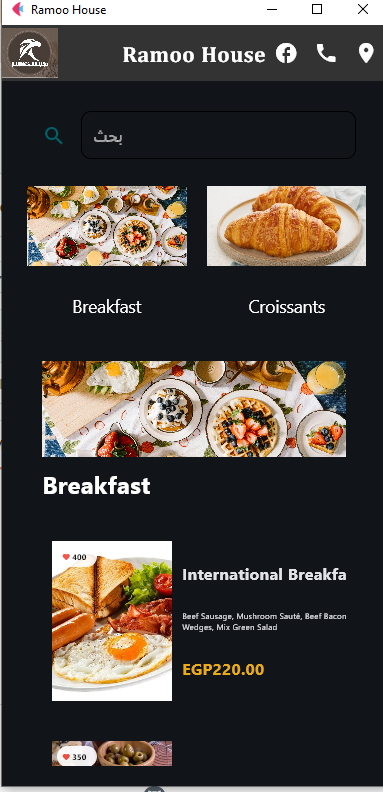 Ramoo House
Ramoo House
بحث
Breakfast
Croissants
Breakfast
400
International Breakfa
Beef Sausage, Mushroom Sauté, Beef Bacon
Wedges, Mix Green Salad
EGP220.00
350